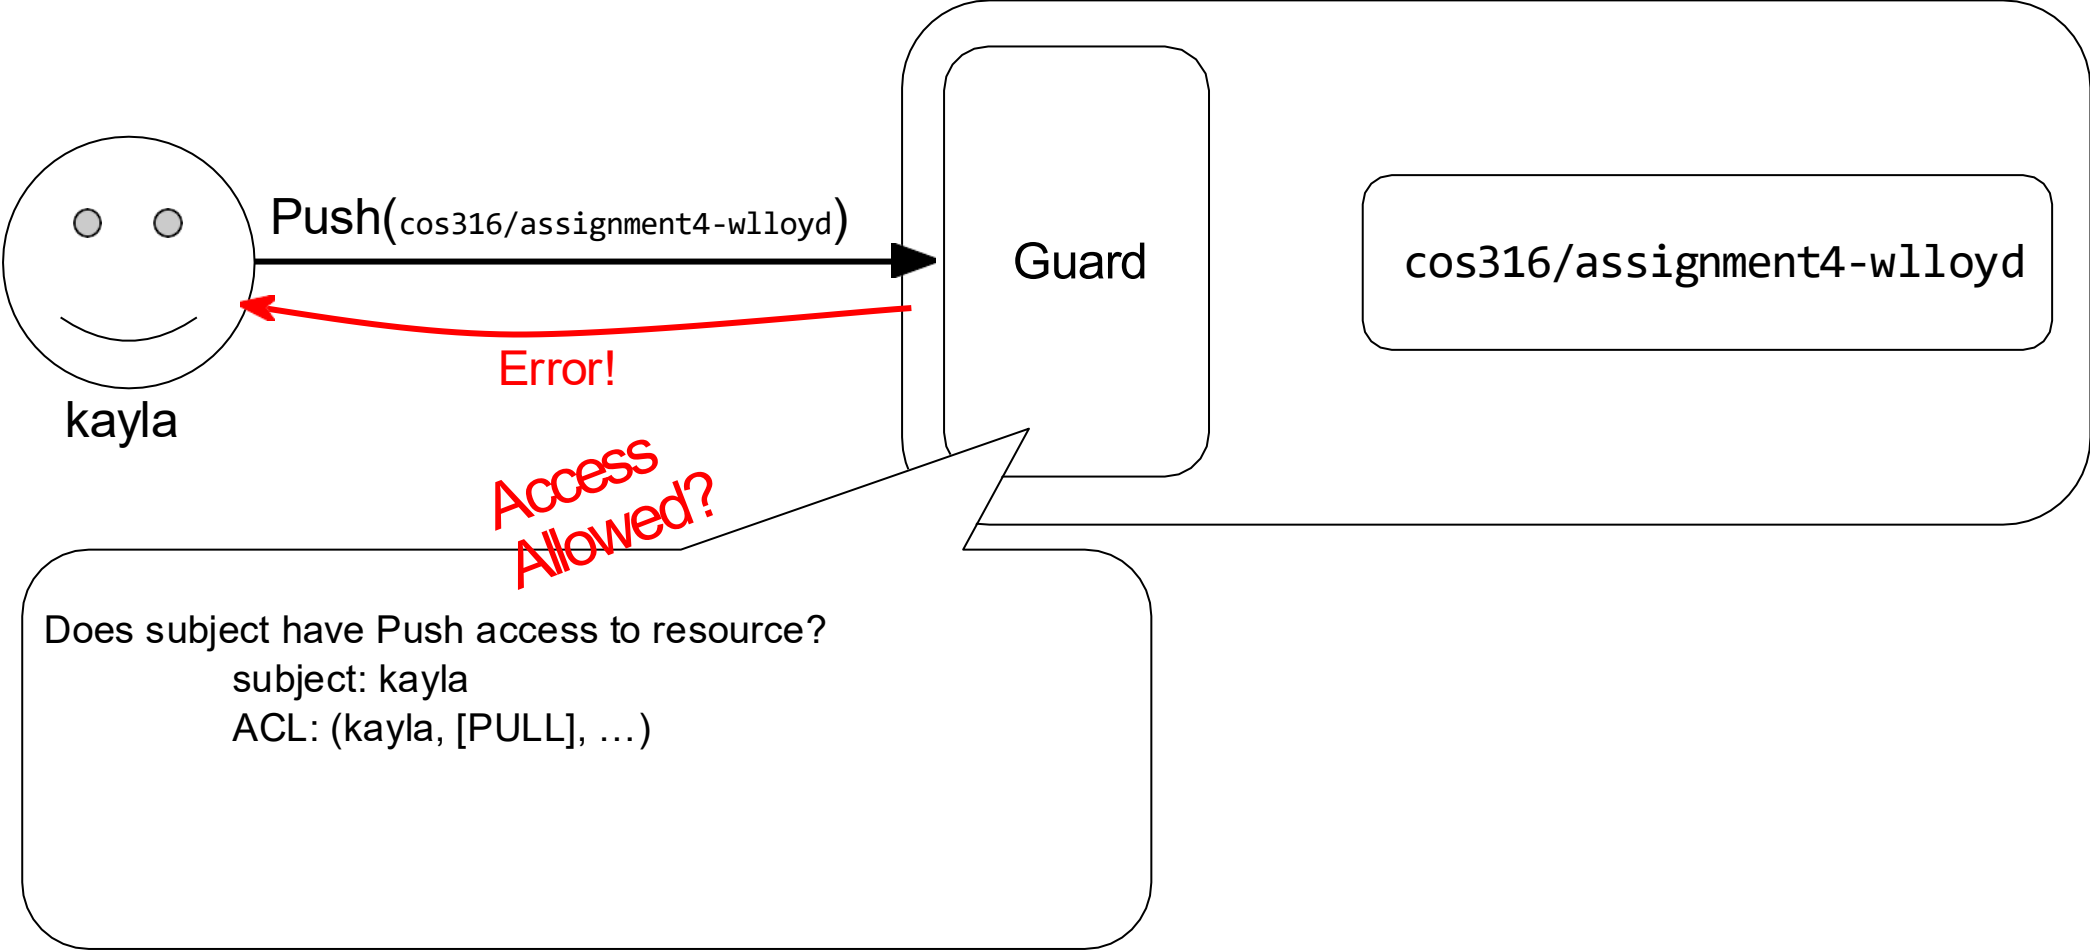 Push(cos316/assignment4-wlloyd)
Guard
cos316/assignment4-wlloyd
Error!
kayla
Access
Allowed?
Does subject have Push access to resource?
subject: kayla
ACL: (kayla, [PULL], …)